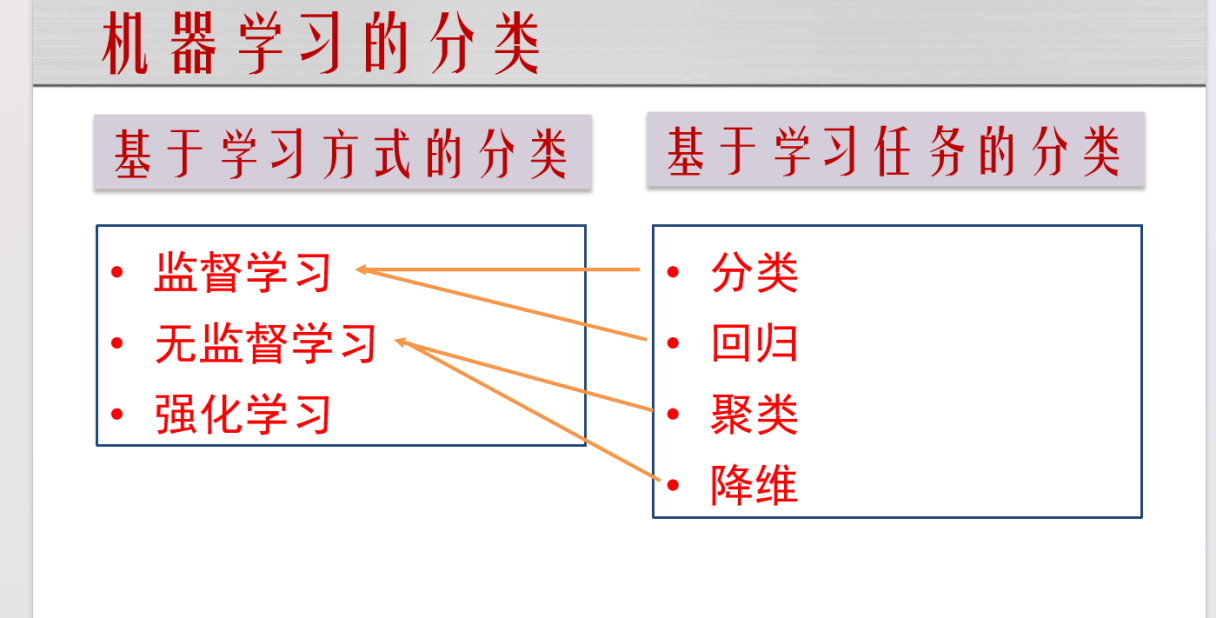 机器学习的分类
基于学习方式的分类
基于学习任务的分类
• 监督学习
• 无监督学习
• 强化学习
• 分类
• 回归
• 聚类
• 降维